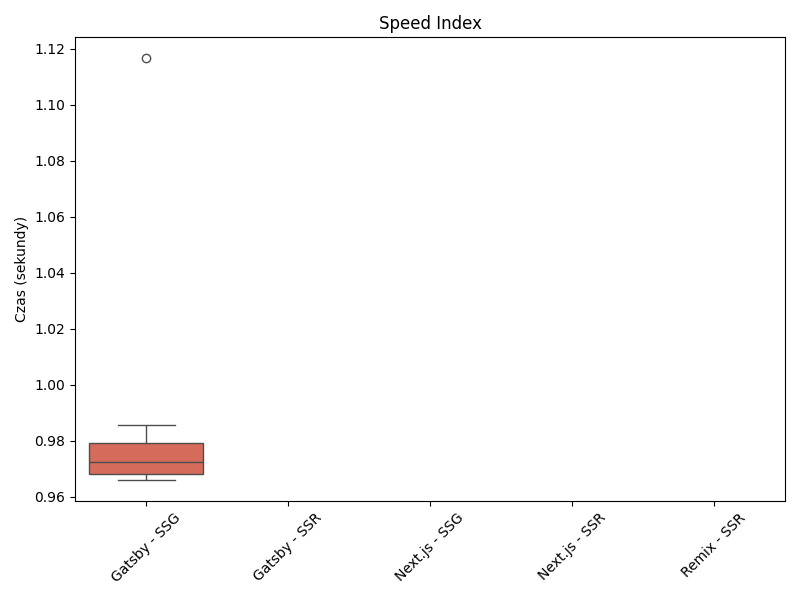 Speed Index
Czas (sekundy)
1.12
1.10
1.08
1.06
1.04
1.02
1.00
0.98
0.96
Gatsby - SSG
Gatsby - SSR
Next.js - SSG
Next.js - SSR
Remix - SSR